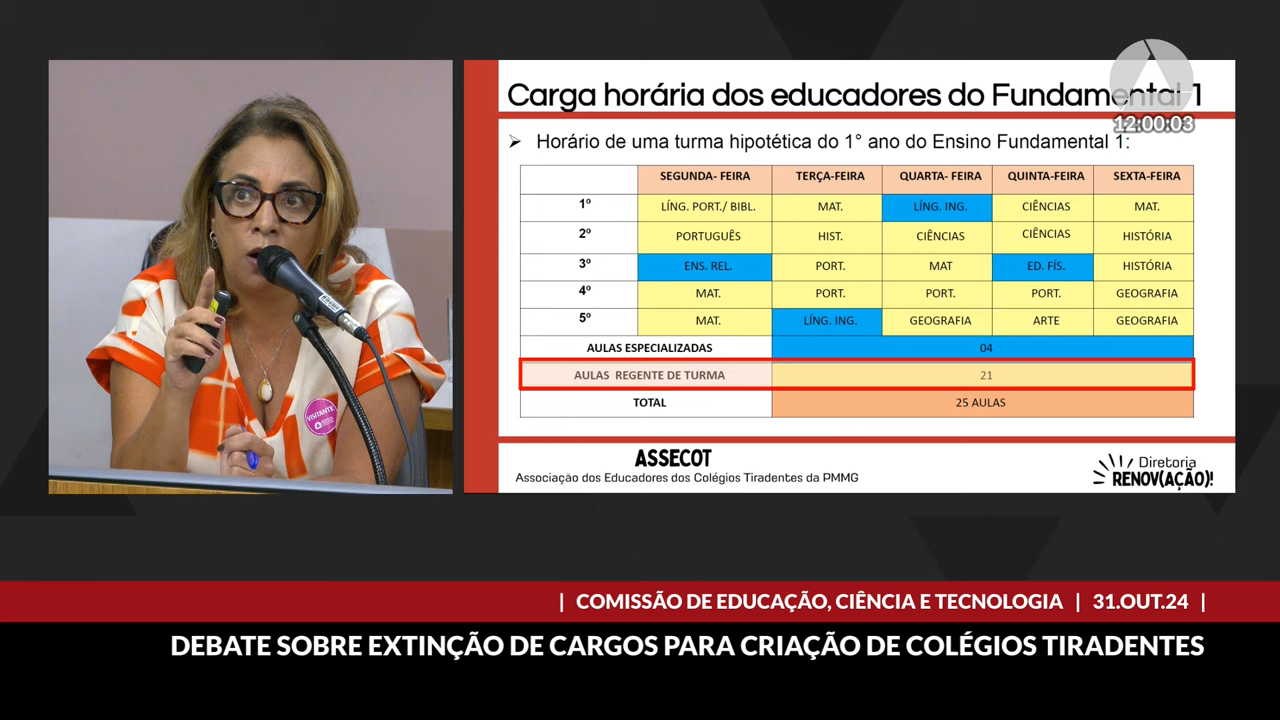 Carga horária dos educadores do Fundamental 1
12:00:03
➢ Horário de uma turma hipotética do 1° ano do Ensino Fundamental 1:
SEGUNDA- FEIRA TERÇA-FEIRA QUARTA- FEIRA QUINTA-FEIRA SEXTA-FEIRA
1º LÍNG. PORT./ BIBL. MAT. LÍNG. ING. CIÊNCIAS MAT.
2º PORTUGUÊS HIST. CIÊNCIAS CIÊNCIAS HISTÓRIA
3º ENS. REL. PORT. MAT ED. FÍS. HISTÓRIA
4º MAT. PORT. PORT. PORT. GEOGRAFIA
5º MAT. LÍNG. ING. GEOGRAFIA ARTE GEOGRAFIA
AULAS ESPECIALIZADAS 04
AULAS REGENTE DE TURMA 21
TOTAL 25 AULAS
VISITANTE
ASSECOT
Associação dos Educadores dos Colégios Tiradentes da PMMG
Diretoria
RENOV(AÇÃO)!
| COMISSÃO DE EDUCAÇÃO, CIÊNCIA E TECNOLOGIA | 31.OUT.24 |
DEBATE SOBRE EXTINÇÃO DE CARGOS PARA CRIAÇÃO DE COLÉGIOS TIRADENTES